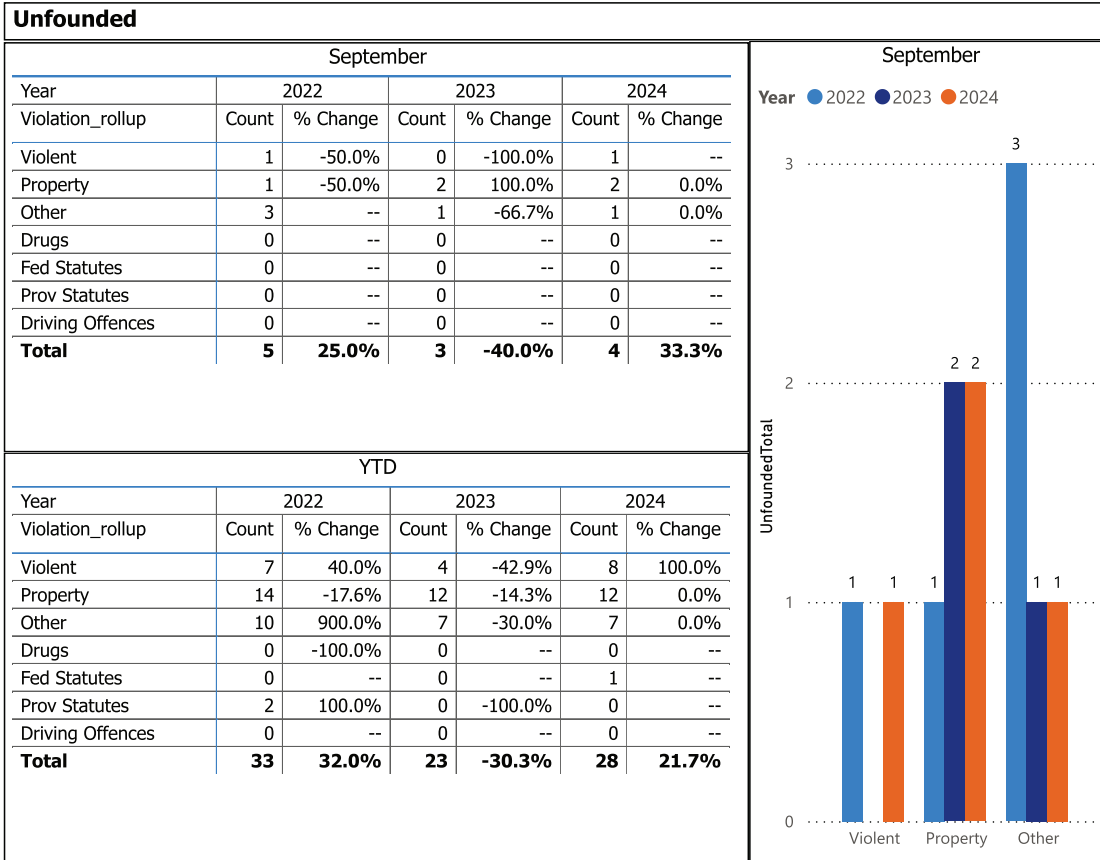 Unfounded
September
Year 2022 2023 2024
Violation_rollup Count % Change Count % Change Count % Change
Violent 1 -50.0% 0 -100.0% 1 --
Property 1 -50.0% 2 100.0% 2 0.0%
Other 3 -- 1 -66.7% 1 0.0%
Drugs 0 -- 0 -- 0 --
Fed Statutes 0 -- 0 -- 0 --
Prov Statutes 0 -- 0 -- 0 --
Driving Offences 0 -- 0 -- 0 --
Total 5 25.0% 3 -40.0% 4 33.3%
YTD
Year 2022 2023 2024
Violation_rollup Count % Change Count % Change Count % Change
Violent 7 40.0% 4 -42.9% 8 100.0%
Property 14 -17.6% 12 -14.3% 12 0.0%
Other 10 900.0% 7 -30.0% 7 0.0%
Drugs 0 -100.0% 0 -- 0 --
Fed Statutes 0 -- 0 -- 1 --
Prov Statutes 2 100.0% 0 -100.0% 0 --
Driving Offences 0 -- 0 -- 0 --
Total 33 32.0% 23 -30.3% 28 21.7%
September
Year 2022 2023 2024
3
3
2 2
2
UnfoundedTotal
1 1 1 1 1
1
0
Violent Property Other